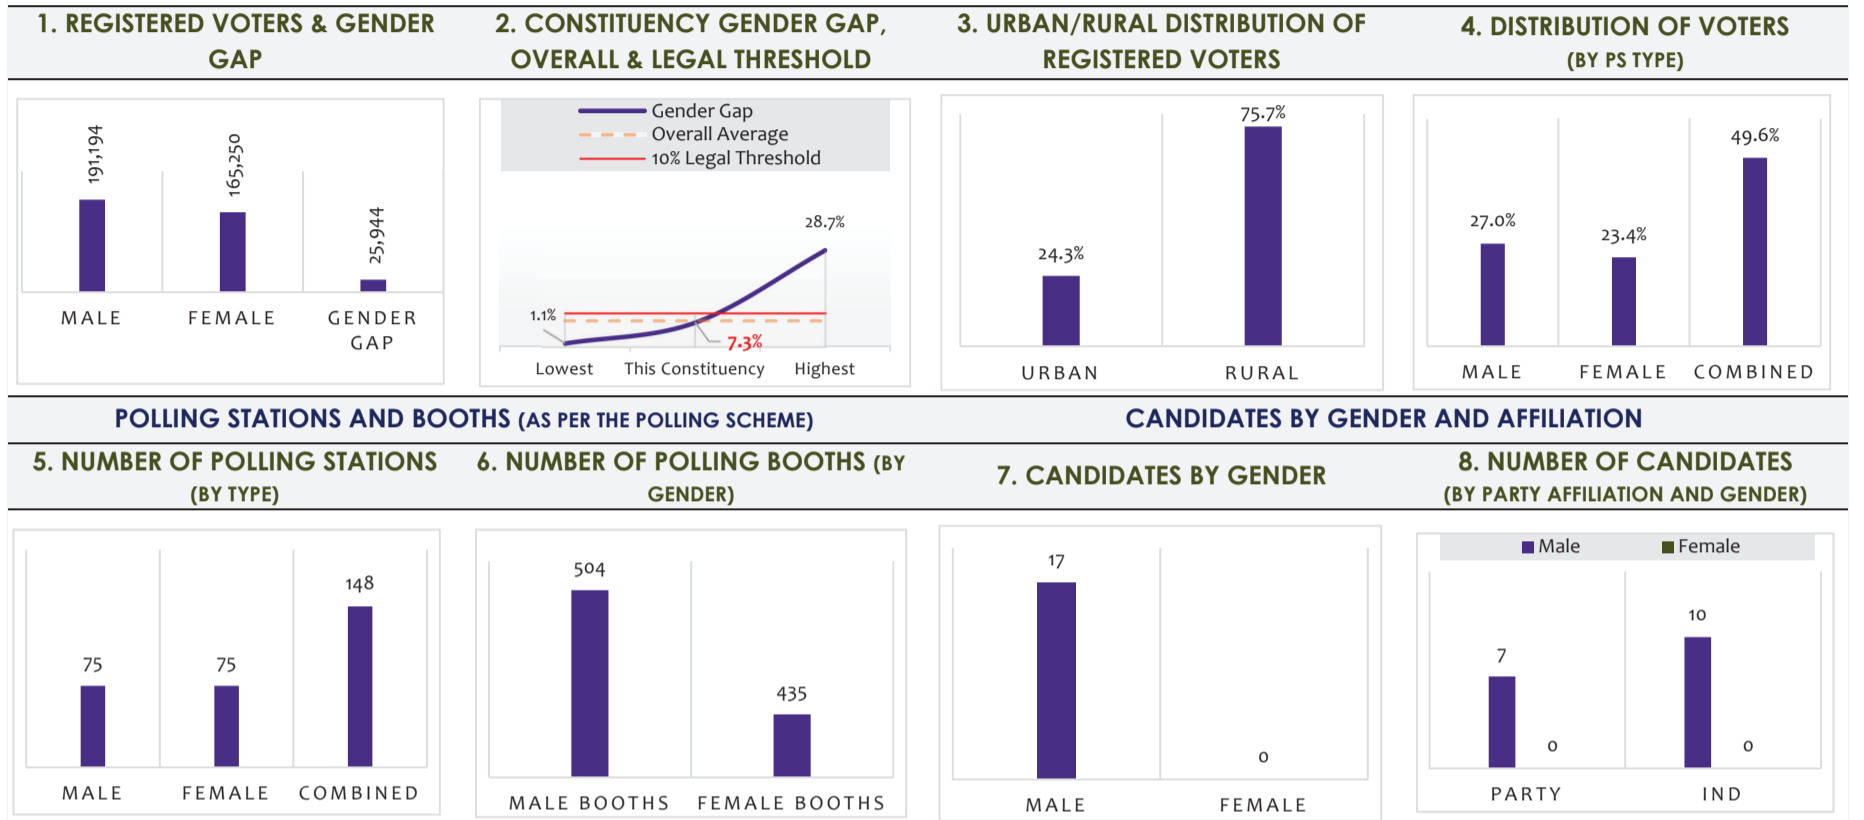 1. REGISTERED VOTERS & GENDER
GAP
191,194
165,250
25,944
MALE
FEMALE
GENDER
GAP
2. CONSTITUENCY GENDER GAP,
OVERALL & LEGAL THRESHOLD
Gender Gap
Overall Average
10% Legal Threshold
28.7%
1.1%
7.3%
Lowest
This Constituency
Highest
3. URBAN/RURAL DISTRIBUTION OF
REGISTERED VOTERS
75.7%
24.3%
URBAN
RURAL
4. DISTRIBUTION OF VOTERS
(BY PS TYPE)
49.6%
27.0%
23.4%
MALE
FEMALE
COMBINED
POLLING STATIONS AND BOOTHS (AS PER THE POLLING SCHEME)
CANDIDATES BY GENDER AND AFFILIATION
5. NUMBER OF POLLING STATIONS
(BY TYPE)
148
75
75
MALE
FEMALE
COMBINED
6. NUMBER OF POLLING BOOTHS (BY
GENDER)
504
435
MALE BOOTHS
FEMALE BOOTHS
7. CANDIDATES BY GENDER
17
0
MALE
FEMALE
8. NUMBER OF CANDIDATES
(BY PARTY AFFILIATION AND GENDER)
Male
Female
10
7
0
0
PARTY
IND